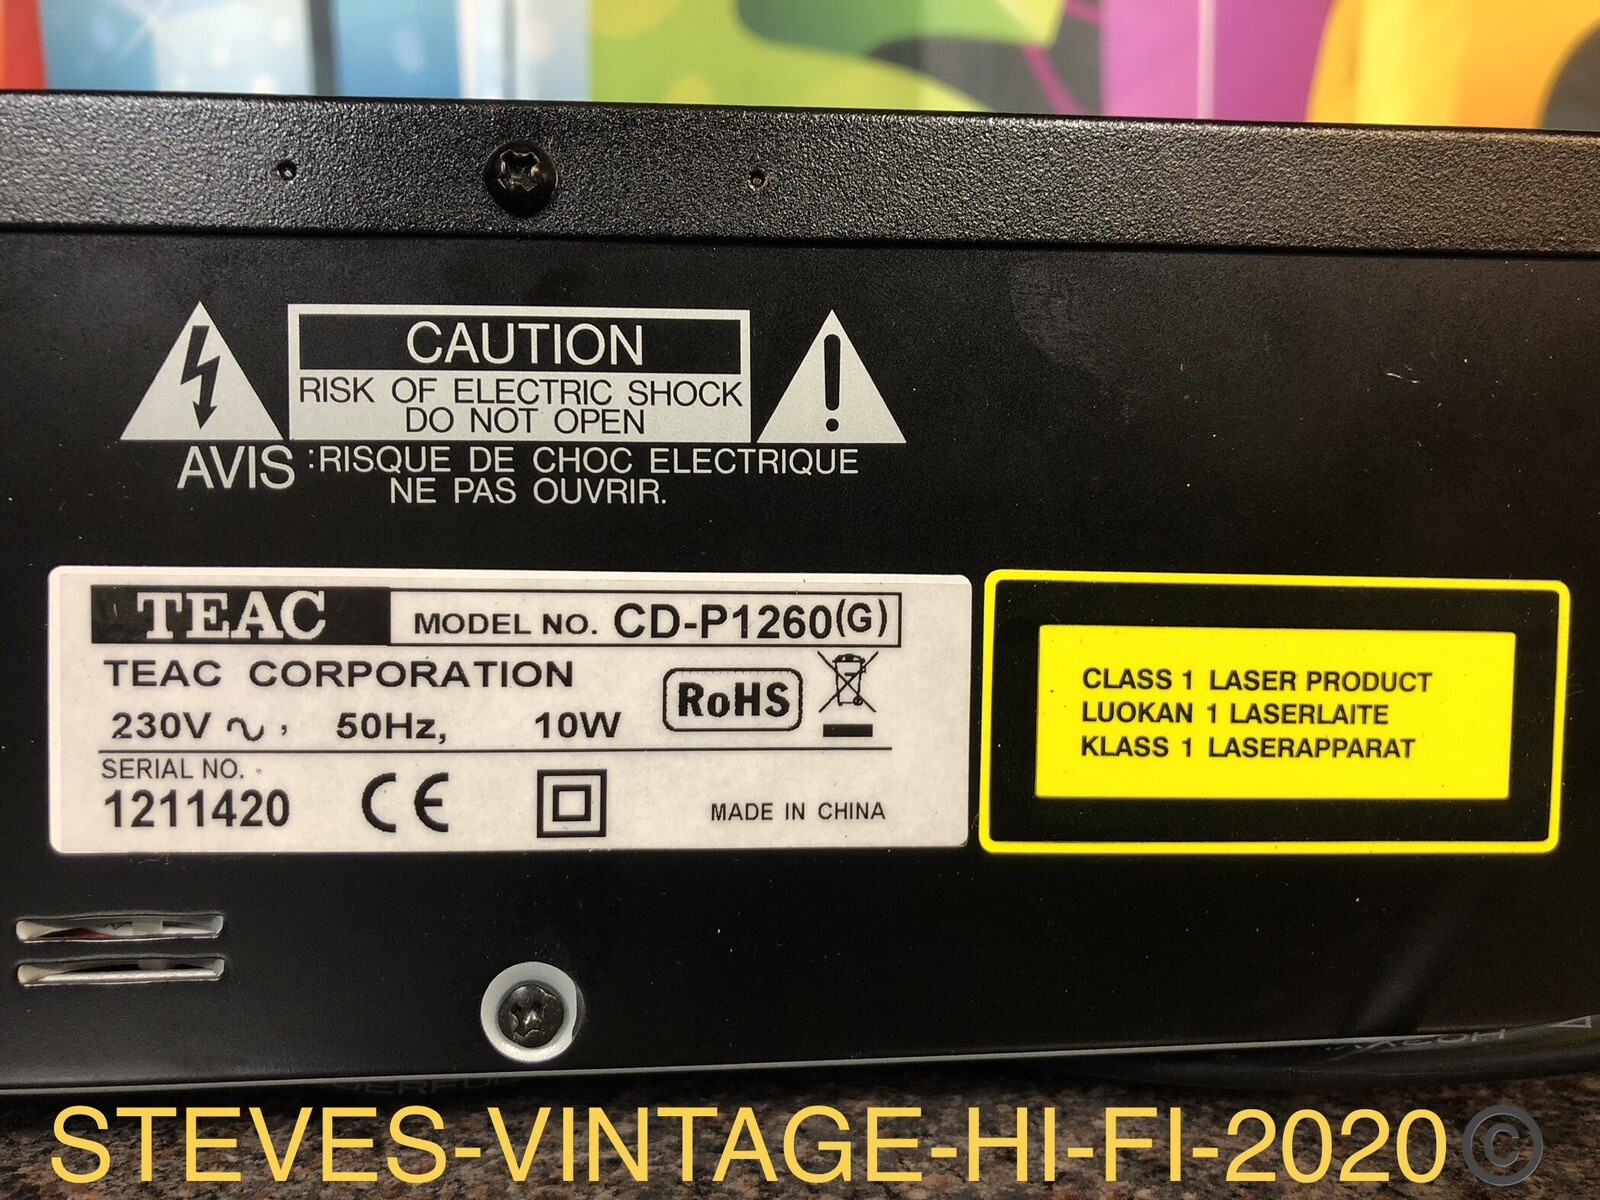 CAUTION
RISK OF ELECTRIC SHOCK
DO NOT OPEN
AVIS :RISQUE DE CHOC ELECTRIQUE
NE PAS OUVRIR.
TEAC MODEL NO. CD-P1260(G)
TEAC CORPORATION
RoHS
230V ~, 50Hz, 10W
SERIAL NO.
1211420
CE
MADE IN CHINA
CLASS 1 LASER PRODUCT
LUOKAN 1 LASERLAITE
KLASS 1 LASERAPPARAT
STEVES-VINTAGE-HI-FI-2020©